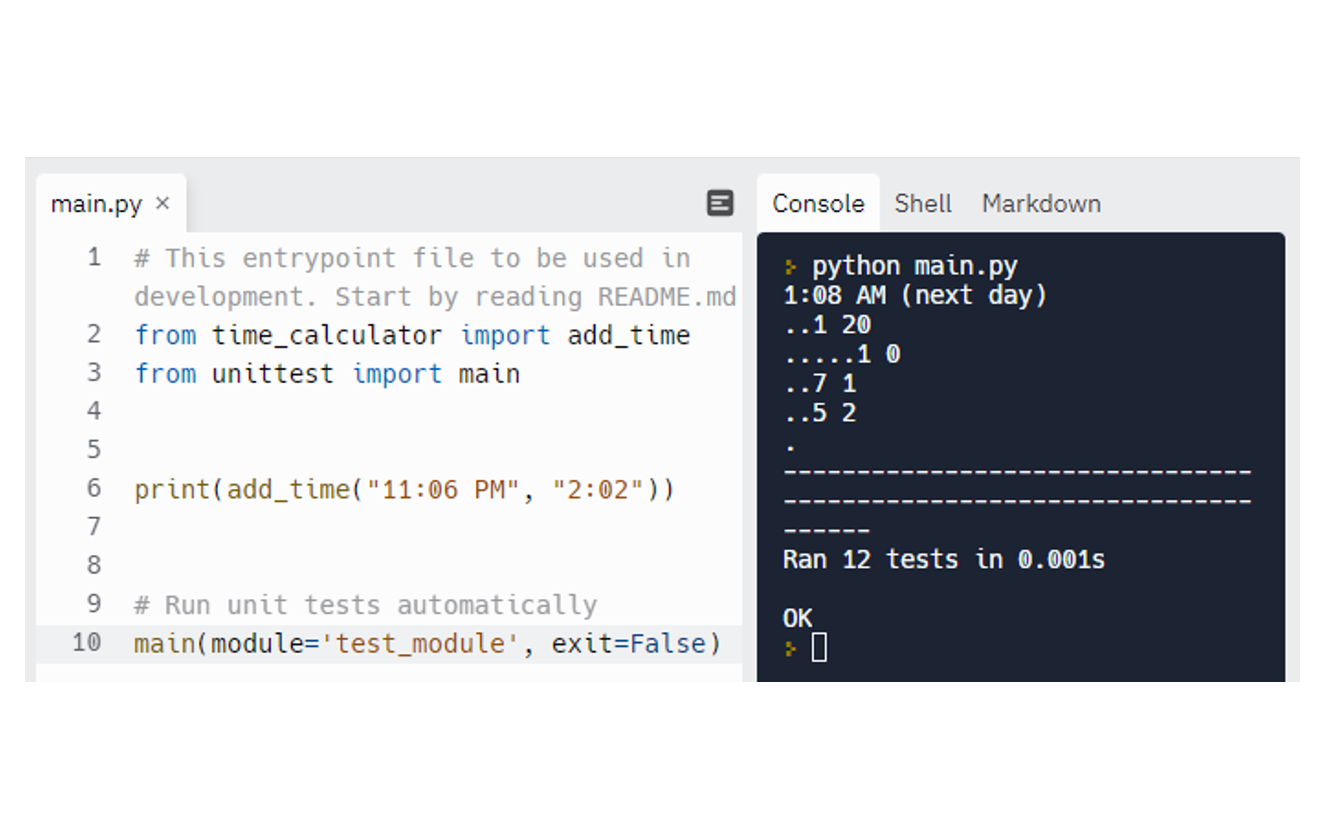 main.py ×
1 # This entrypoint file to be used in
development. Start by reading README.md
2 from time_calculator import add_time
3 from unittest import main
4
5
6 print(add_time("11:06 PM", "2:02"))
7
8
9 # Run unit tests automatically
10 main(module='test_module', exit=False)
Console Shell Markdown
python main.py
1:08 AM (next day)
..1 20
.....1 0
..7 1
..5 2
.
--------------------------------
--------------------------------
------
Ran 12 tests in 0.001s
OK